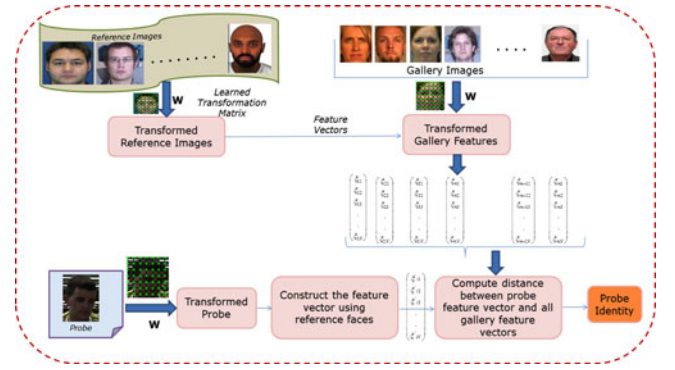 Reference Images
Gallery Images
W
Learned
Transformation
Matrix
W
Transformed
Reference Images
Feature
Vectors
Transformed
Gallery Features
Probe
W
Transformed
Probe
Construct the feature
vector using
reference faces
Compute distance
between probe
feature vector and all
gallery feature
vectors
Probe
Identity